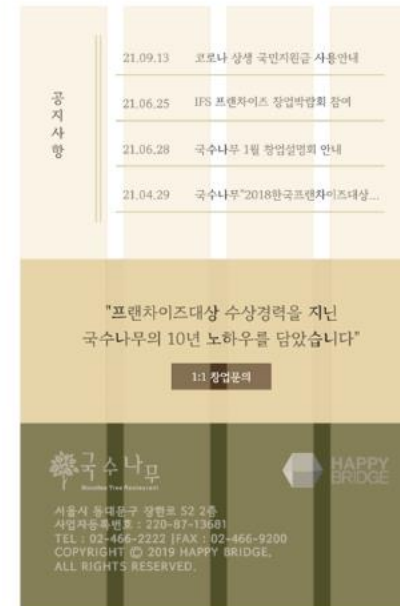 공지사항
21.09.13 코로나 상생 국민지원금 사용안내
21.06.25 IFS 프랜차이즈 창업박람회 참여
21.06.28 국수나무 1월 창업설명회 안내
21.04.29 국수나무"2018한국프랜차이즈대상...
"프랜차이즈대상 수상경력을 지닌
국수나무의 10년 노하우를 담았습니다"
1:1 창업문의
국수나무
Noodles Tree Restaurant
HAPPY
BRIDGE
서울시 동대문구 장한로 52 2층
사업자등록번호 : 220-87-13681
TEL : 02-466-2222 |FAX : 02-466-9200
COPYRIGHT ⓒ 2019 HAPPY BRIDGE,
ALL RIGHTS RESERVED.